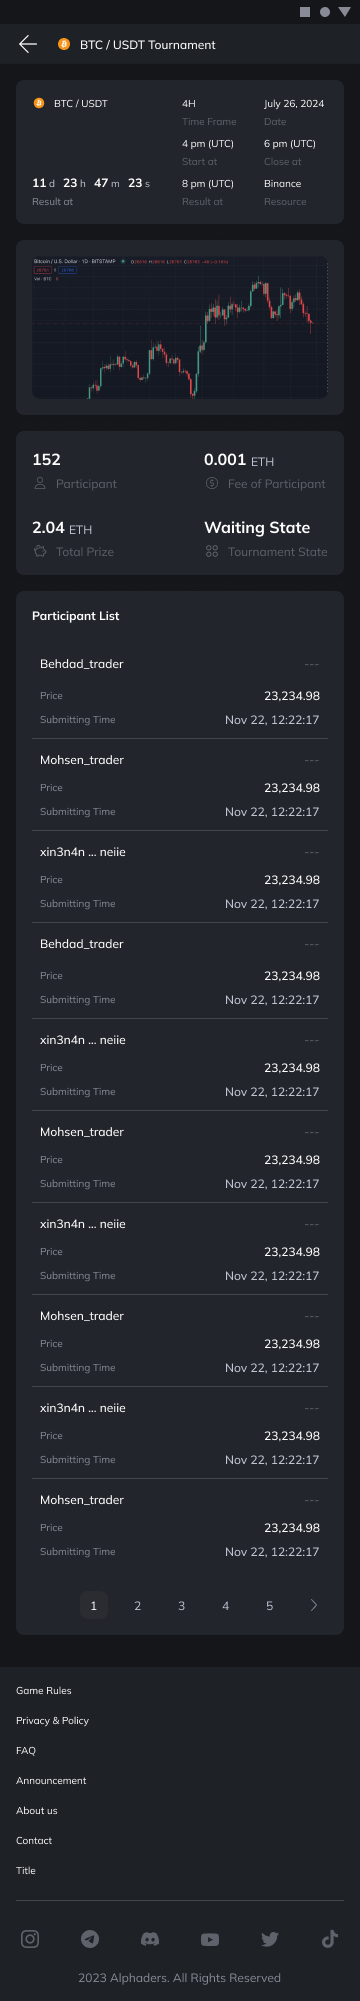 BTC / USDT Tournament
BTC / USDT
4H
July 26, 2024
Time Frame
Date
4 pm (UTC)
6 pm (UTC)
Start at
Close at
11 d 23 h 47 m 23 s
8 pm (UTC)
Binance
Result at
Result at
Resource
Bitcoin / U.S. Dollar · 1D · BITSTAMP
Vol · BTC
152
0.001 ETH
Participant
Fee of Participant
2.04 ETH
Waiting State
Total Prize
Tournament State
Participant List
Behdad_trader
---
Price
23,234.98
Submitting Time
Nov 22, 12:22:17
Mohsen_trader
---
Price
23,234.98
Submitting Time
Nov 22, 12:22:17
xin3n4n ... neiie
---
Price
23,234.98
Submitting Time
Nov 22, 12:22:17
Behdad_trader
---
Price
23,234.98
Submitting Time
Nov 22, 12:22:17
xin3n4n ... neiie
---
Price
23,234.98
Submitting Time
Nov 22, 12:22:17
Mohsen_trader
---
Price
23,234.98
Submitting Time
Nov 22, 12:22:17
xin3n4n ... neiie
---
Price
23,234.98
Submitting Time
Nov 22, 12:22:17
Mohsen_trader
---
Price
23,234.98
Submitting Time
Nov 22, 12:22:17
xin3n4n ... neiie
---
Price
23,234.98
Submitting Time
Nov 22, 12:22:17
Mohsen_trader
---
Price
23,234.98
Submitting Time
Nov 22, 12:22:17
1 2 3 4 5
Game Rules
Privacy & Policy
FAQ
Announcement
About us
Contact
Title
2023 Alphaders. All Rights Reserved